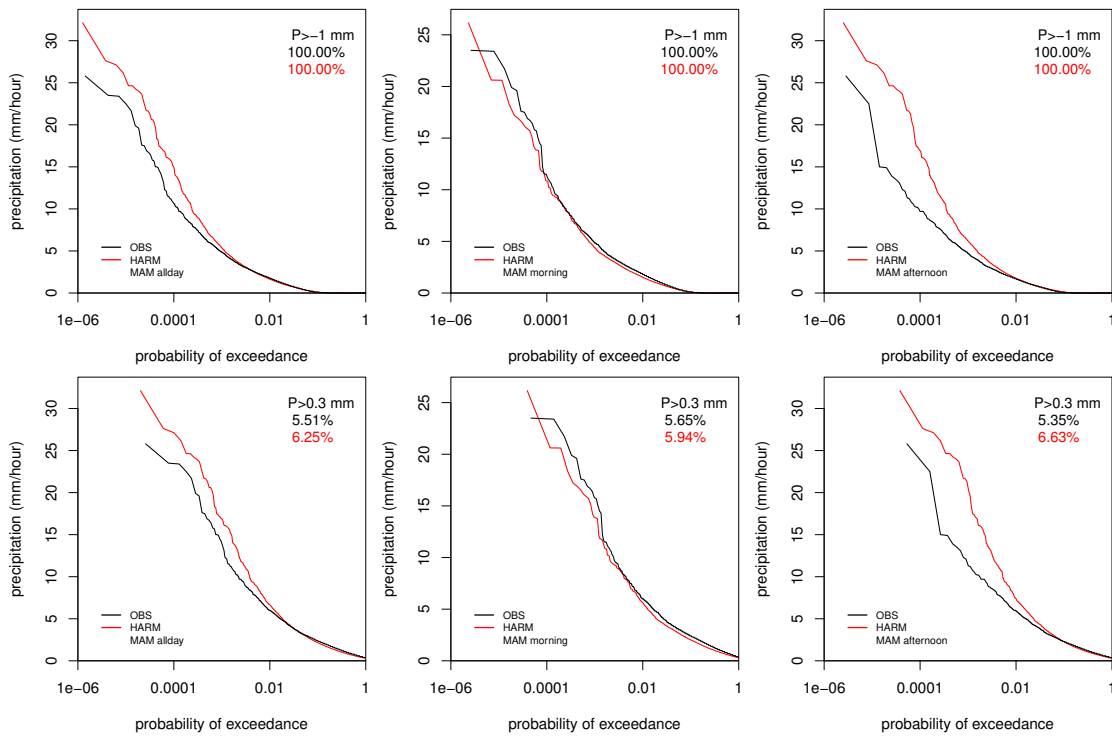 precipitation (mm/hour)
30
25
20
15
10
5
0
P>−1 mm
100.00%
100.00%
OBS
HARM
MAM allday
1e−06
0.0001
0.01
1
probability of exceedance
precipitation (mm/hour)
25
20
15
10
5
0
P>−1 mm
100.00%
100.00%
OBS
HARM
MAM morning
1e−06
0.0001
0.01
1
probability of exceedance
precipitation (mm/hour)
30
25
20
15
10
5
0
P>−1 mm
100.00%
100.00%
OBS
HARM
MAM afternoon
1e−06
0.0001
0.01
1
probability of exceedance
precipitation (mm/hour)
30
25
20
15
10
5
0
P>0.3 mm
5.51%
6.25%
OBS
HARM
MAM allday
1e−06
0.0001
0.01
1
probability of exceedance
precipitation (mm/hour)
25
20
15
10
5
0
P>0.3 mm
5.65%
5.94%
OBS
HARM
MAM morning
1e−06
0.0001
0.01
1
probability of exceedance
precipitation (mm/hour)
30
25
20
15
10
5
0
P>0.3 mm
5.35%
6.63%
OBS
HARM
MAM afternoon
1e−06
0.0001
0.01
1
probability of exceedance